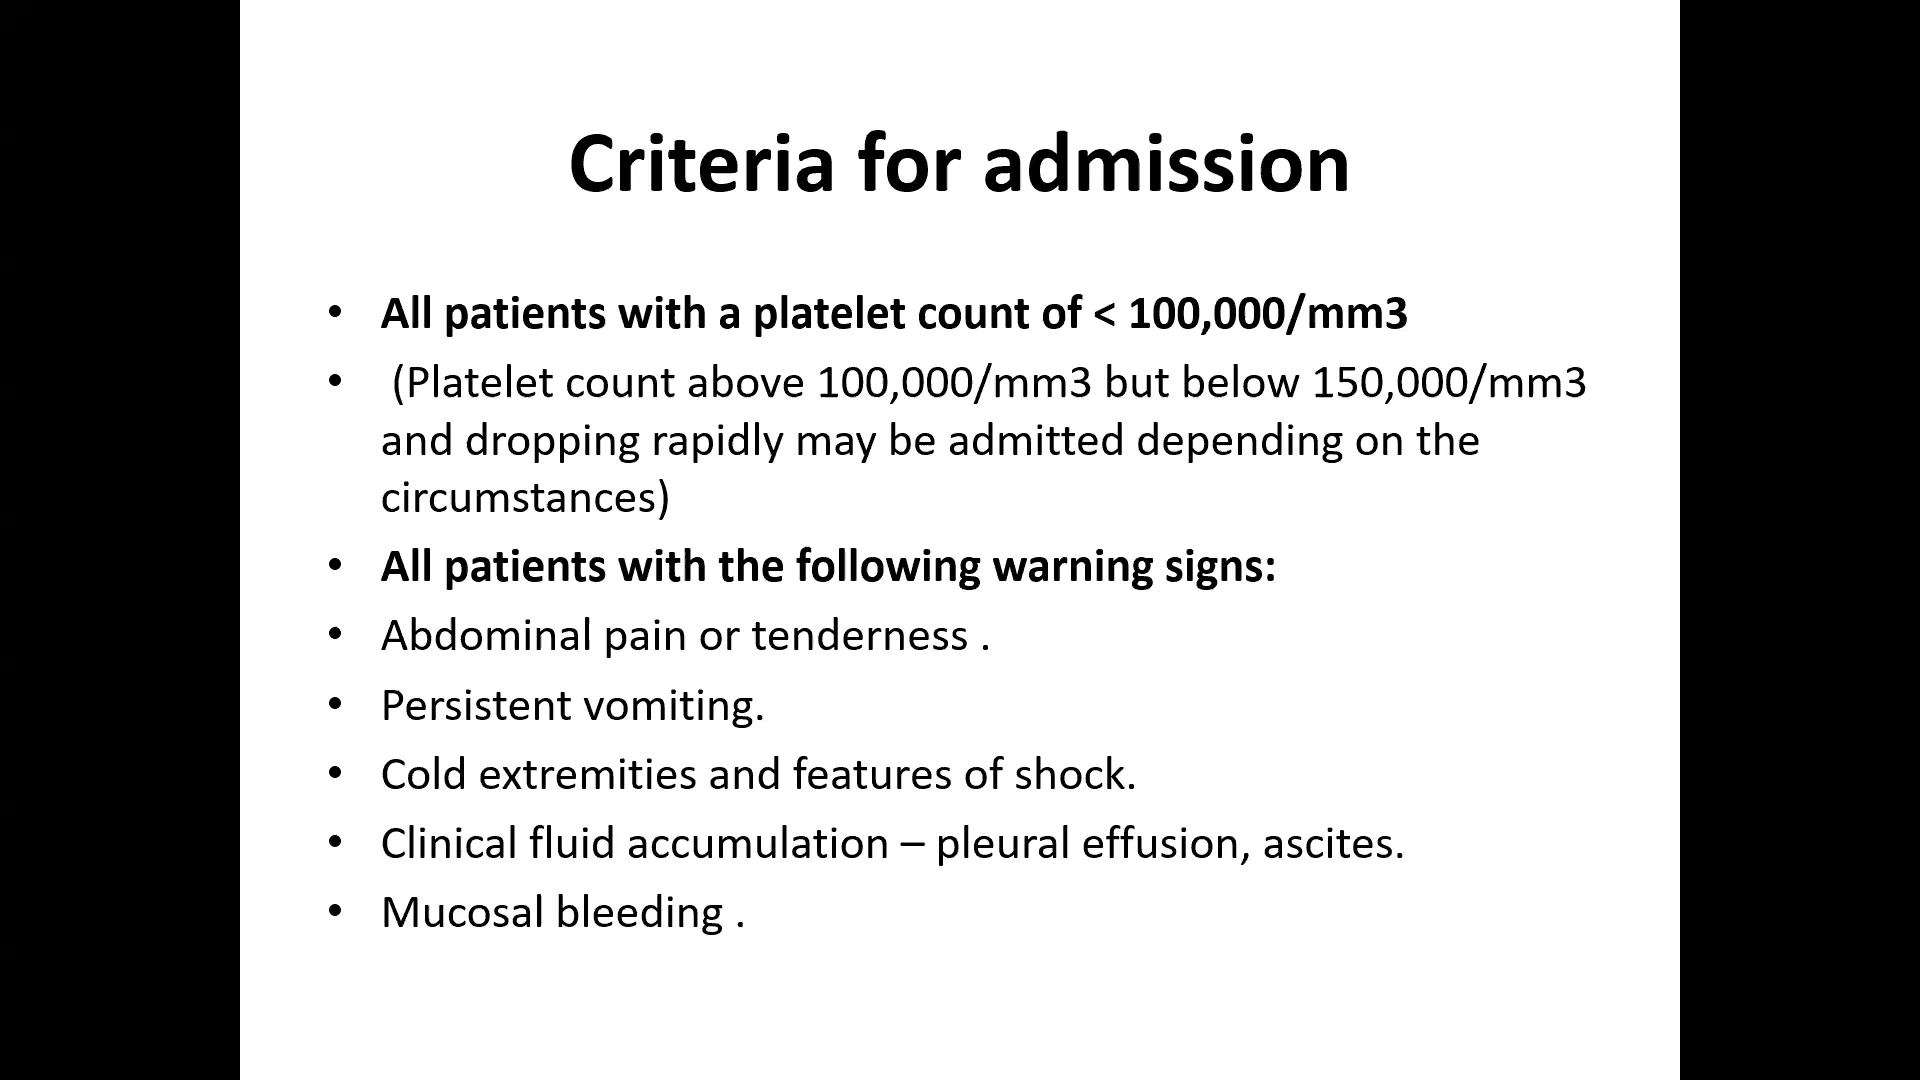 Criteria for admission
• All patients with a platelet count of < 100,000/mm3
• (Platelet count above 100,000/mm3 but below 150,000/mm3
and dropping rapidly may be admitted depending on the
circumstances)
• All patients with the following warning signs:
• Abdominal pain or tenderness .
• Persistent vomiting.
• Cold extremities and features of shock.
• Clinical fluid accumulation – pleural effusion, ascites.
• Mucosal bleeding .